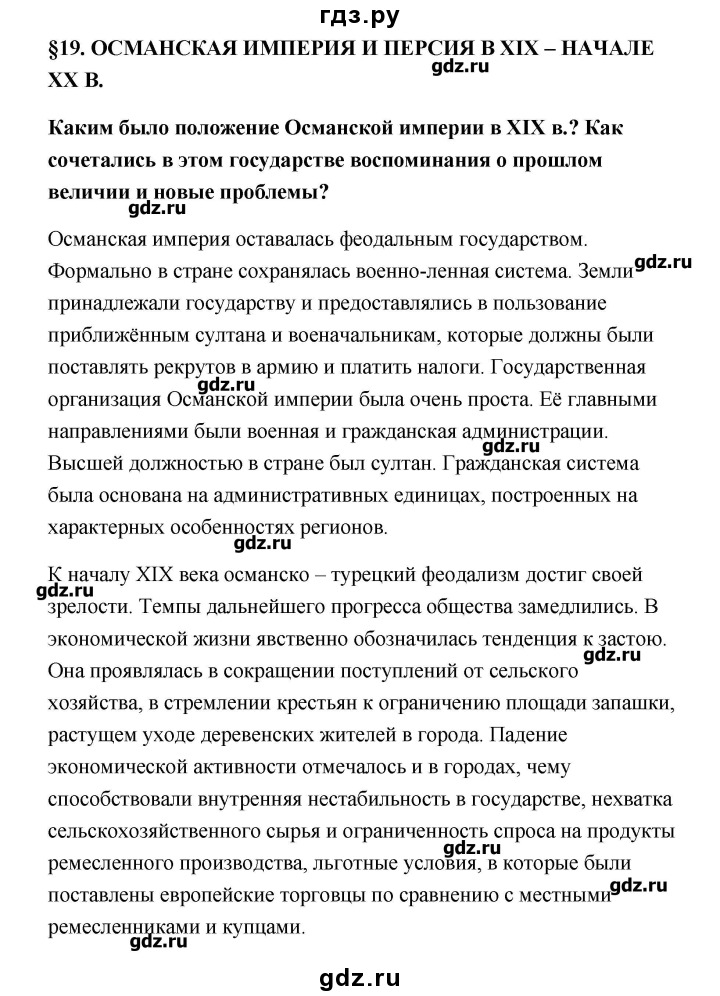 гдз.ру
§19. ОСМАНСКАЯ ИМПЕРИЯ И ПЕРСИЯ В XIX – НАЧАЛЕ
gdz.ru
XX В.
Каким было положение Османской империи в XIX в.? Как
сочетались в этом государстве воспоминания о прошлом
величии и новые проблемы?
gdz.ru
Османская империя оставалась феодальным государством.
gdz.ru
Формально в стране сохранялась военно-ленная система. Земли
принадлежали государству и предоставлялись в пользование
приближённым султана и военачальникам, которые должны были
поставлять рекрутов в армию и платить налоги. Государственная
gdz.ru
организация Османской империи была очень проста. Её главными
направлениями были военная и гражданская администрации.
gdz.ru
Высшей должностью в стране был султан. Гражданская система
была основана на административных единицах, построенных на
характерных особенностях регионов.
gdz.ru
К началу XIX века османско – турецкий феодализм достиг своей
gdz.ru
зрелости. Темпы дальнейшего прогресса общества замедлились. В
экономической жизни явственно обозначилась тенденция к застою.
gdz.ru
Она проявлялась в сокращении поступлений от сельского
хозяйства, в стремлении крестьян к ограничению площади запашки,
растущем уходе деревенских жителей в города. Падение
экономической активности отмечалось и в городах, чему
способствовали внутренняя нестабильность в государстве, нехватка
сельскохозяйственного сырья и ограниченность спроса на продукты
gdz.ru
ремесленного производства, льготные условия, в которые были
gdz.ru
поставлены европейские торговцы по сравнению с местными
ремесленниками и купцами.
gdz.ru
gdz.ru